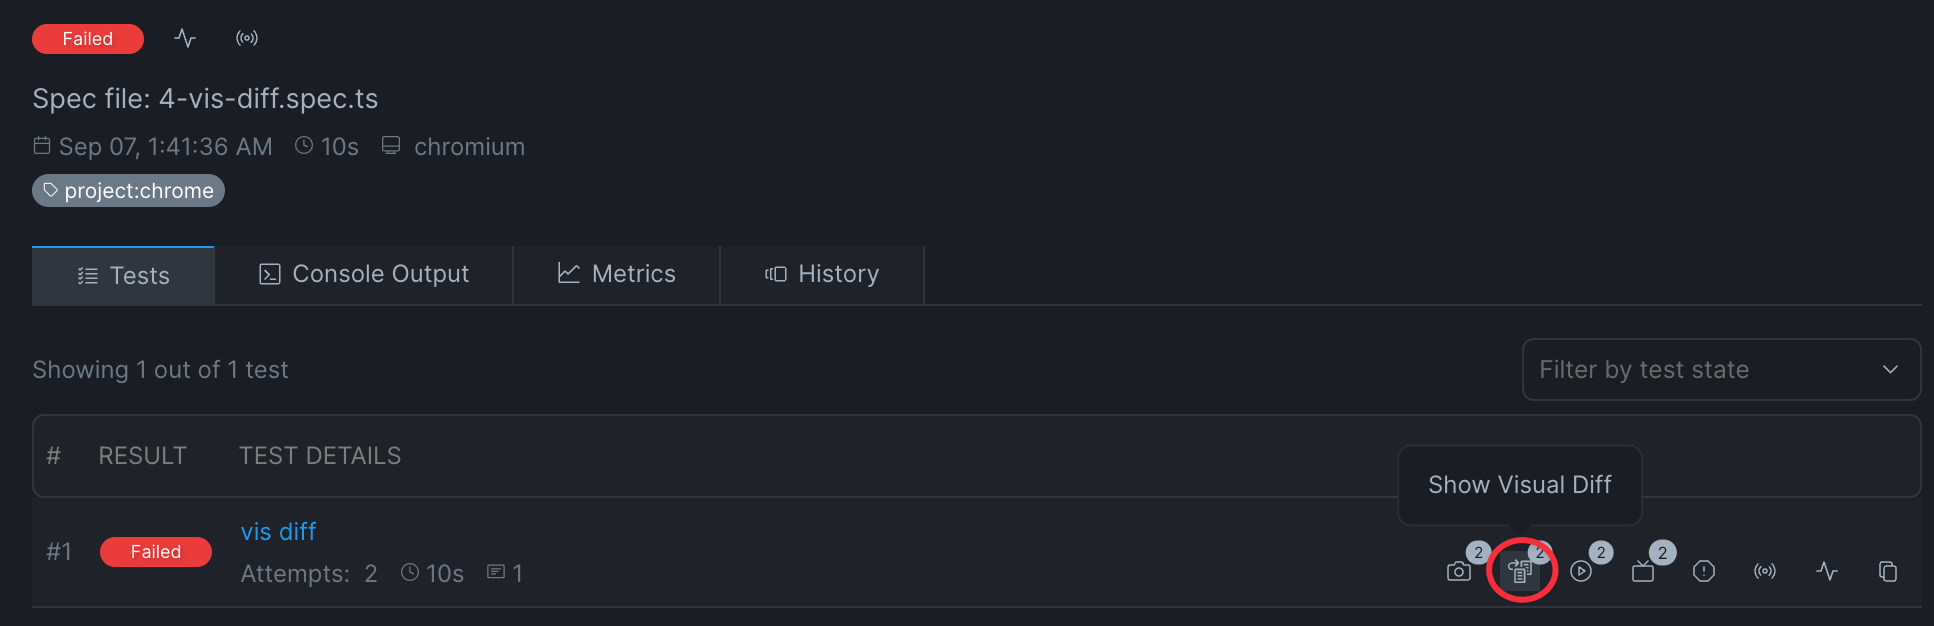 Failed
Spec file: 4-vis-diff.spec.ts
Sep 07, 1:41:36 AM 10s chromium
project:chrome
Tests Console Output Metrics History
Showing 1 out of 1 test Filter by test state
# RESULT TEST DETAILS
Show Visual Diff
vis diff
#1 Failed 2 2 2 2
Attempts: 2 10s 1